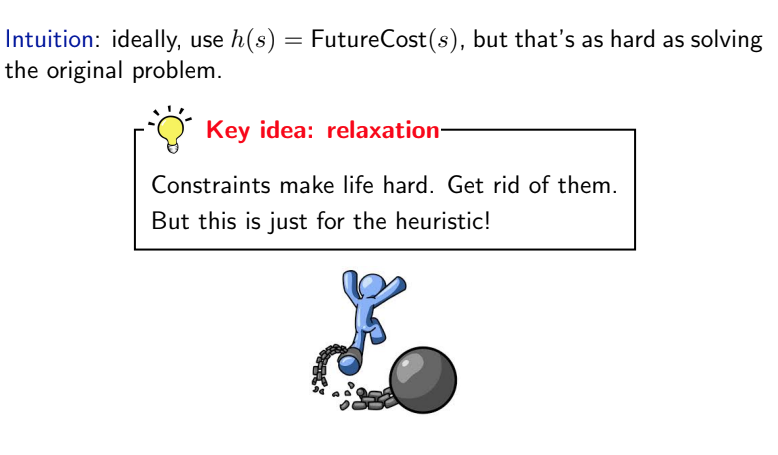 Intuition: ideally, use h(s) = FutureCost(s), but that's as hard as solving
the original problem.
Key idea: relaxation
Constraints make life hard. Get rid of them.
But this is just for the heuristic!